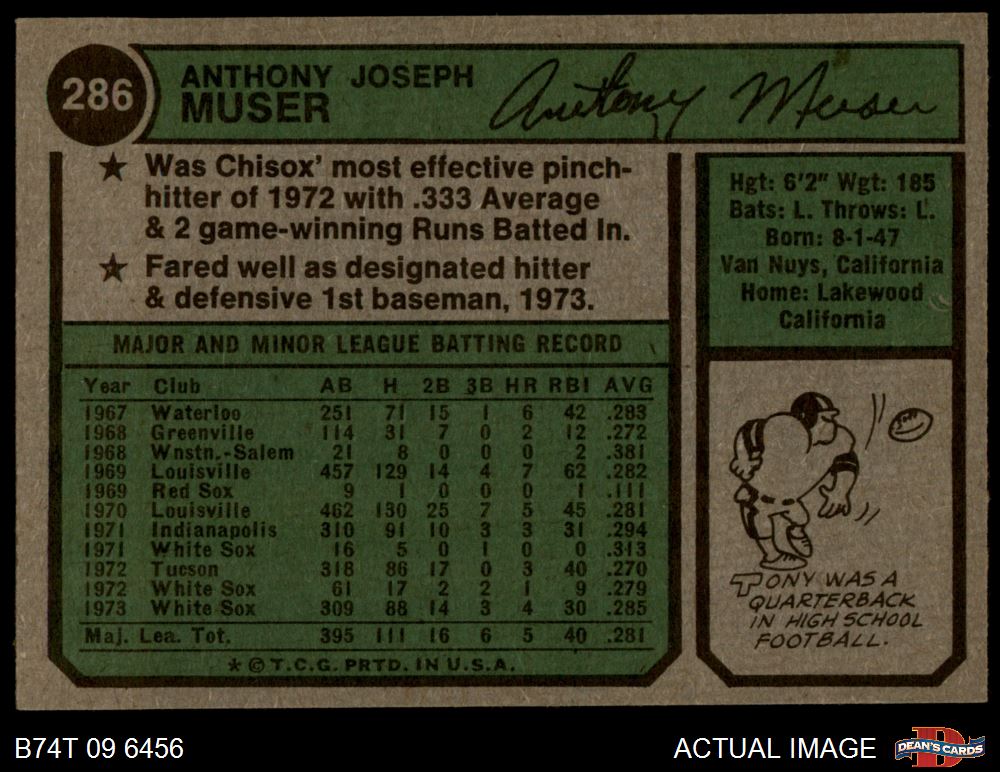 286
ANTHONY JOSEPH
MUSER
Anthony Muser
★ Was Chisox' most effective pinch-
hitter of 1972 with .333 Average
& 2 game-winning Runs Batted In.
★ Fared well as designated hitter
& defensive 1st baseman, 1973.
Hgt: 6'2" Wgt: 185
Bats: L. Throws: L.
Born: 8-1-47
Van Nuys, California
Home: Lakewood
California
MAJOR AND MINOR LEAGUE BATTING RECORD
Year Club AB H 2B 3B HR RBI AVG
1967 Waterloo 251 71 15 1 6 42 .283
1968 Greenville 114 31 7 0 2 12 .272
1968 Wnstn.-Salem 21 8 0 0 0 2 .381
1969 Louisville 457 129 14 4 7 62 .282
1969 Red Sox 9 1 0 0 0 1 .111
1970 Louisville 462 130 25 7 5 45 .281
1971 Indianapolis 310 91 10 3 3 31 .294
1971 White Sox 16 5 0 1 0 0 .313
1972 Tucson 318 86 17 0 3 40 .270
1972 White Sox 61 17 2 2 1 9 .279
1973 White Sox 309 88 14 3 4 30 .285
Maj. Lea. Tot. 395 111 16 6 5 40 .281
★ © T.C.G. PRTD. IN U.S.A.
TONY WAS A
QUARTERBACK
IN HIGH SCHOOL
FOOTBALL.
B74T 09 6456
ACTUAL IMAGE
D
DEAN'S CARDS